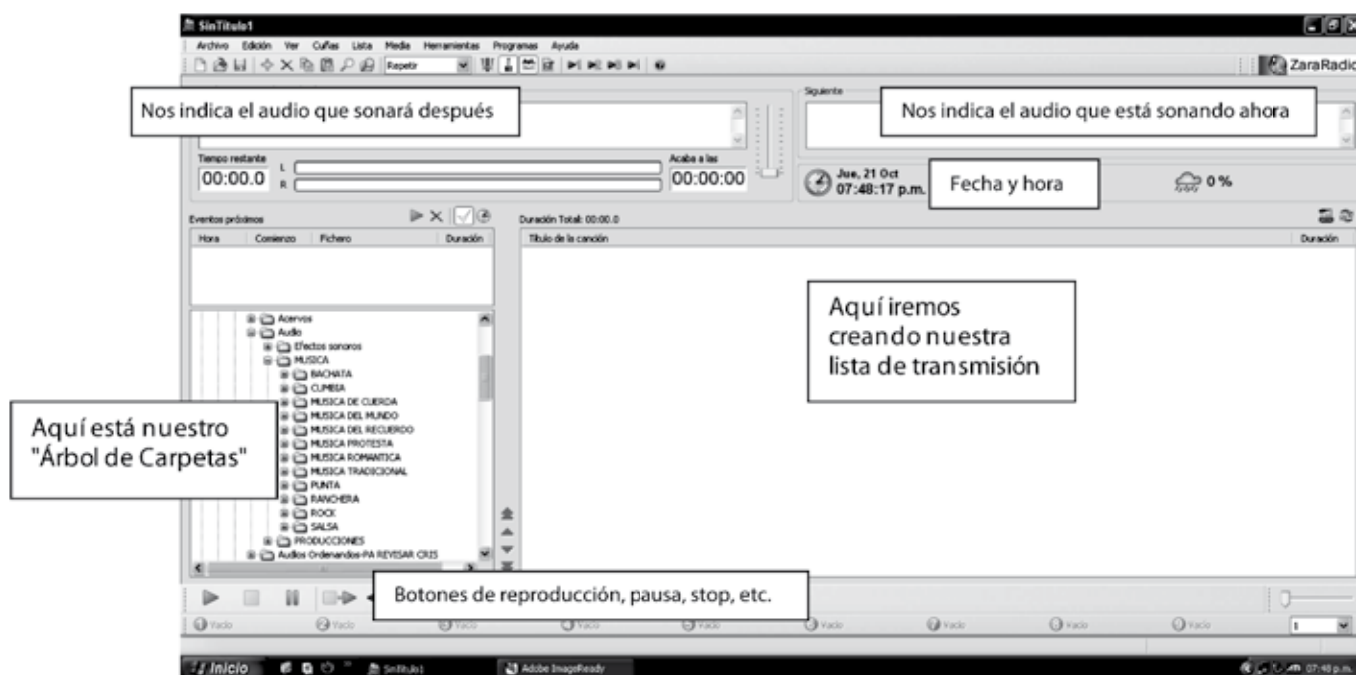 SinTítulo1
Archivo Edición Ver Cuñas Lista Media Herramientas Programas Ayuda
Repetir
ZaraRadio
Nos indica el audio que sonará después
Siguiente
Nos indica el audio que está sonando ahora
Tiempo restante
00:00.0
L
R
Acaba a las
00:00:00
Jue, 21 Oct
07:48:17 p.m.
Fecha y hora
0 %
Eventos próximos
Hora Comienzo Fichero Duración
Duración Total: 00:00.0
Título de la canción Duración
Aquí iremos
creando nuestra
lista de transmisión
Acervos
Audio
Efectos sonoros
MUSICA
BACHATA
CUMBIA
MUSICA DE CUERDA
MUSICA DEL MUNDO
MUSICA DEL RECUERDO
MUSICA PROTESTA
MUSICA ROMANTICA
MUSICA TRADICIONAL
PUNTA
RANCHERA
ROCK
SALSA
PRODUCCIONES
Audios Ordenandos-PA REVISAR CRIS
Aquí está nuestro
"Árbol de Carpetas"
Botones de reproducción, pausa, stop, etc.
1 Vacío 2 Vacío Vacío Vacío Vacío Vacío Vacío Vacío Vacío 1
Inicio SinTítulo1 Adobe ImageReady 07:48 p.m.